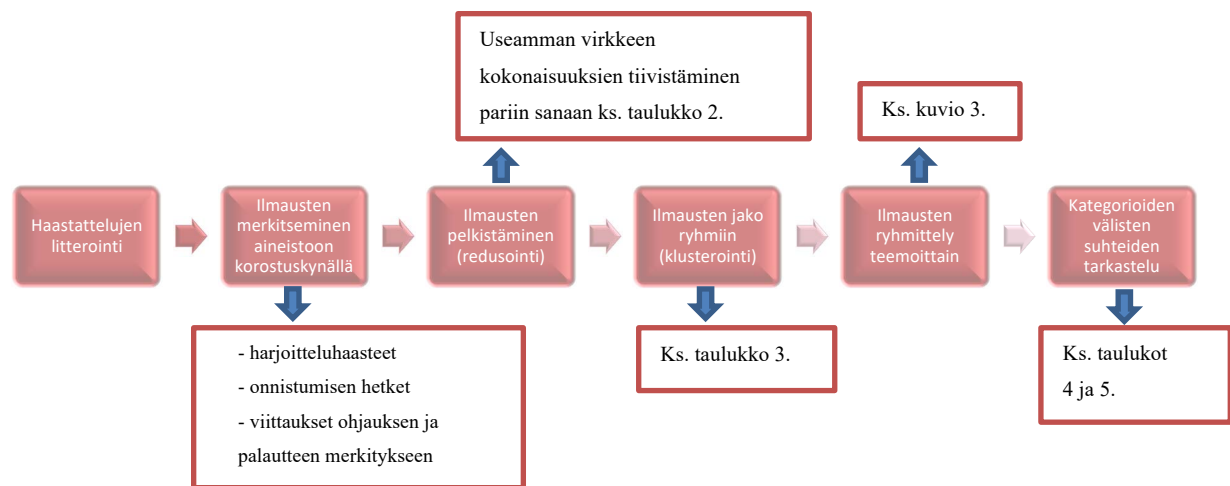 Useamman virkkeen
kokonaisuuksien tiivistäminen
pariin sanaan ks. taulukko 2.
Ks. kuvio 3.
Haastattelujen
litterointi
Ilmausten
merkitseminen
aineistoon
korostuskynällä
Ilmausten
pelkistäminen
(redusointi)
Ilmausten jako
ryhmiin
(klusterointi)
Ilmausten
ryhmittely
teemoittain
Kategorioiden
välisten
suhteiden
tarkastelu
- harjoitteluhaasteet
- onnistumisen hetket
- viittaukset ohjauksen ja
palautteen merkitykseen
Ks. taulukko 3.
Ks. taulukot
4 ja 5.